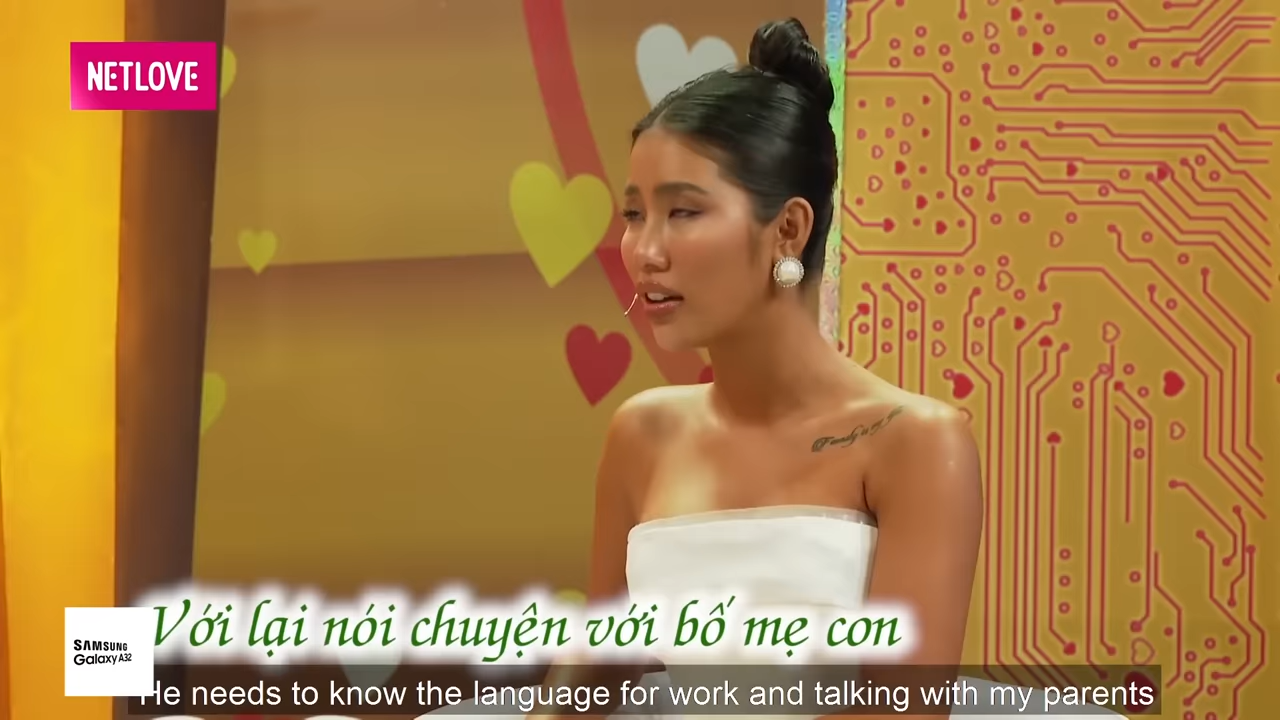 NETLOVE
Với lại nói chuyện với bố mẹ con
SAMSUNG
Galaxy A32
He needs to know the language for work and talking with my parents